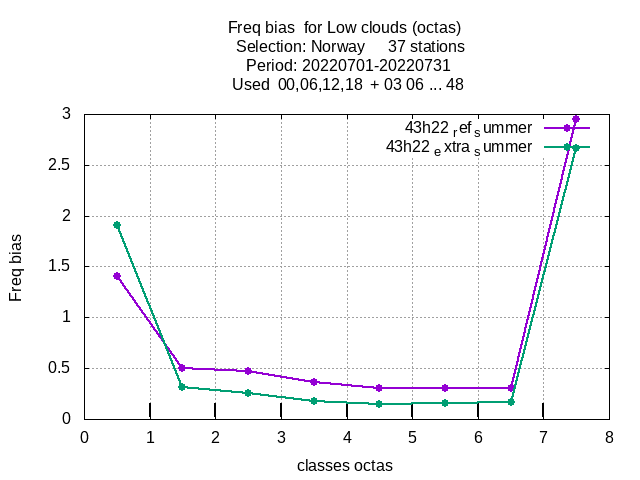 Freq bias  for Low clouds (octas)
Selection: Norway     37 stations
Period: 20220701-20220731
Used  00,06,12,18  + 03 06 ... 48
3
43h22 ref summer
43h22 extra summer
2.5
2
1.5
1
0.5
0
Freq bias
0 1 2 3 4 5 6 7 8
classes octas